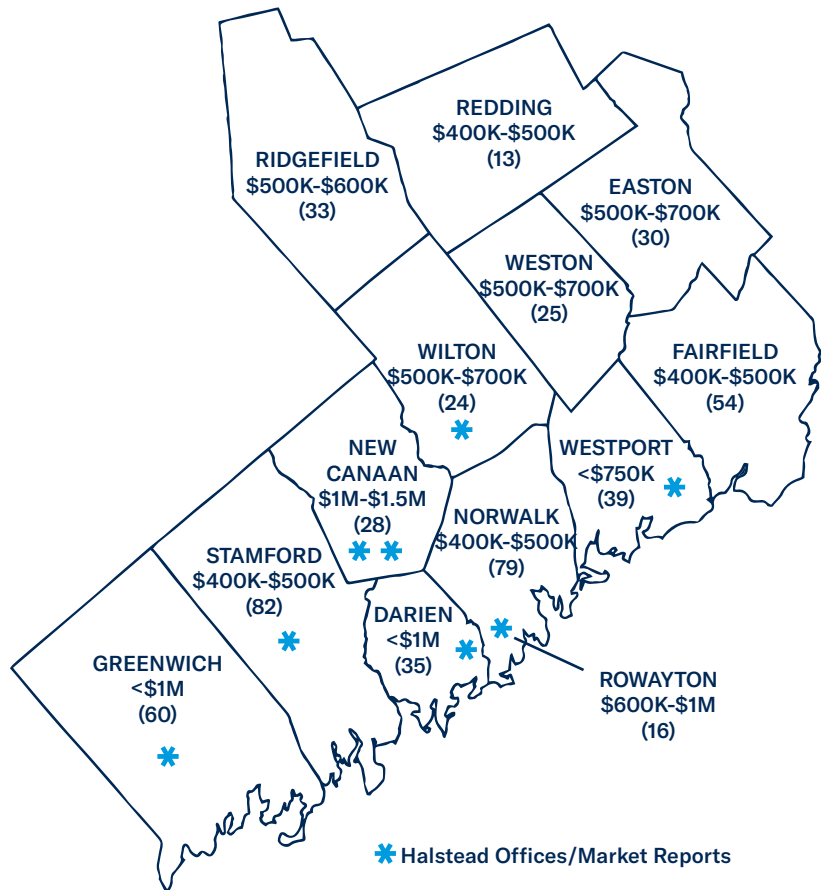 REDDING
$400K-$500K
(13)
RIDGEFIELD
$500K-$600K
(33)
EASTON
$500K-$700K
(30)
WESTON
$500K-$700K
(25)
WILTON
$500K-$700K
(24)
FAIRFIELD
$400K-$500K
(54)
NEW
CANAAN
$1M-$1.5M
(28)
WESTPORT
<$750K
(39)
NORWALK
$400K-$500K
(79)
STAMFORD
$400K-$500K
(82)
DARIEN
<$1M
(35)
GREENWICH
<$1M
(60)
ROWAYTON
$600K-$1M
(16)
Halstead Offices/Market Reports